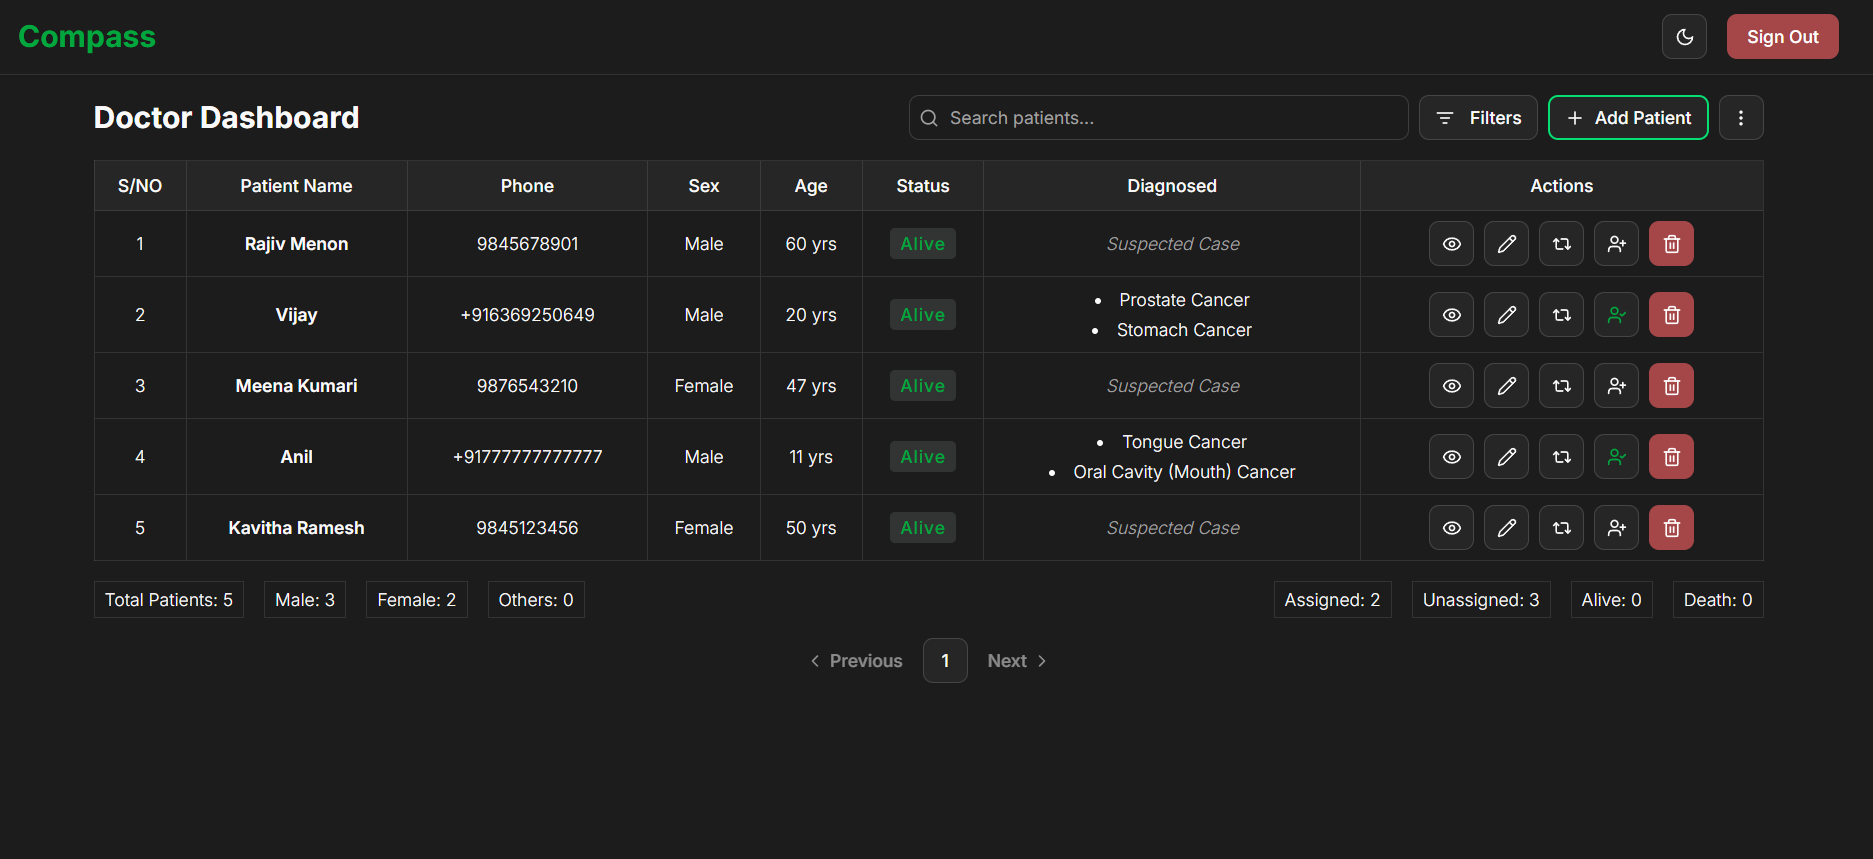 Compass
Sign Out
Doctor Dashboard
Search patients...
Filters
Add Patient
S/NO Patient Name Phone Sex Age Status Diagnosed Actions
1 Rajiv Menon 9845678901 Male 60 yrs Alive Suspected Case
2 Vijay +916369250649 Male 20 yrs Alive • Prostate Cancer
• Stomach Cancer
3 Meena Kumari 9876543210 Female 47 yrs Alive Suspected Case
4 Anil +91777777777777 Male 11 yrs Alive • Tongue Cancer
• Oral Cavity (Mouth) Cancer
5 Kavitha Ramesh 9845123456 Female 50 yrs Alive Suspected Case
Total Patients: 5 Male: 3 Female: 2 Others: 0 Assigned: 2 Unassigned: 3 Alive: 0 Death: 0
Previous 1 Next